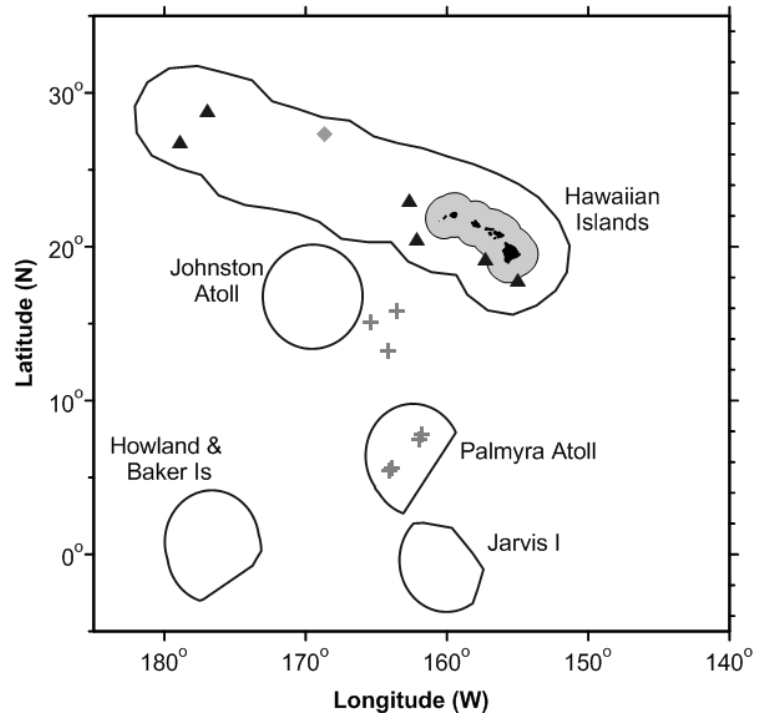 30°
Hawaiian
Islands
20°
Johnston
Atoll
Latitude (N)
10°
Howland &
Baker Is
Palmyra Atoll
Jarvis I
0°
180°
170°
160°
150°
140°
Longitude (W)